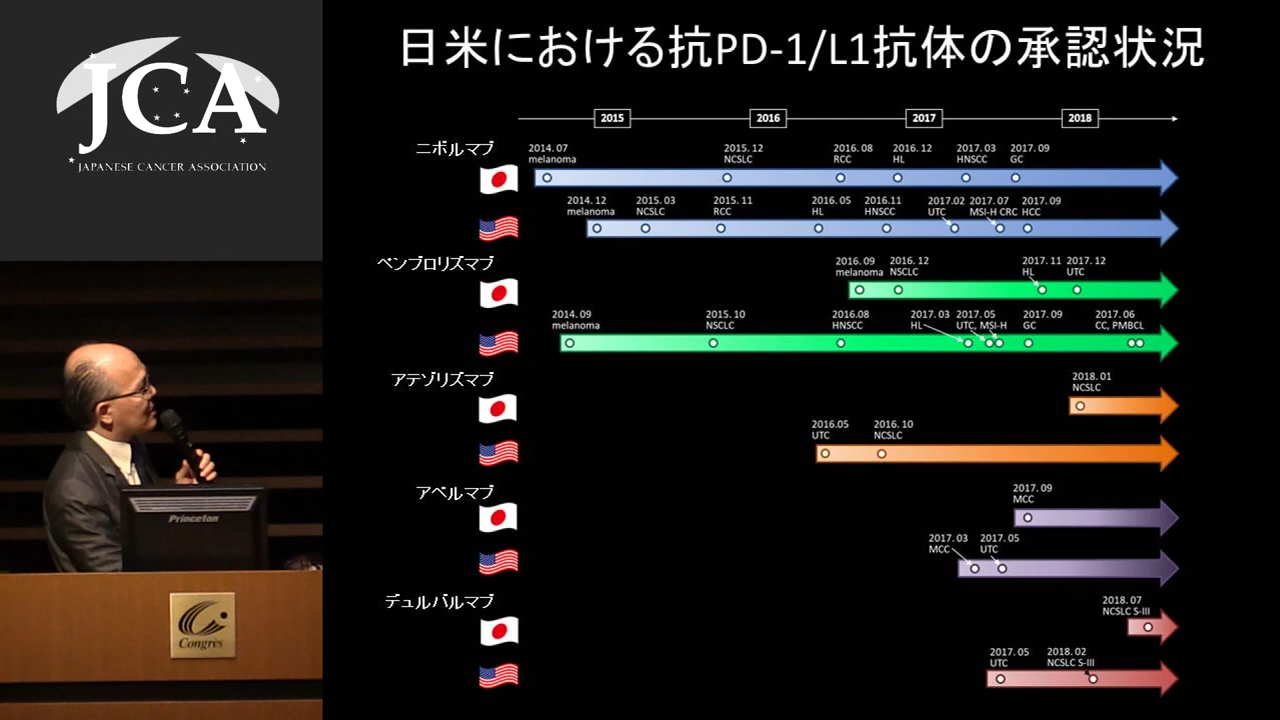 JCA
JAPANESE CANCER ASSOCIATION
日米における抗PD-1/L1抗体の承認状況
2015 2016 2017 2018
ニボルマブ
2014.07 2015.12 2016.08 2016.12 2017.03 2017.09
melanoma NCSLC RCC HL HNSCC GC
2014.12 2015.03 2015.11 2016.05 2016.11 2017.02 2017.07 2017.09
melanoma NCSLC RCC HL HNSCC UTC MSI-H CRC HCC
ペンブロリズマブ
2016.09 2016.12 2017.11 2017.12
melanoma NCSLC HL UTC
2014.09 2015.10 2016.08 2017.03 2017.05 2017.09 2017.06
melanoma NSCLC HNSCC HL UTC, MSI-H GC CC, PMBCL
アテゾリズマブ
2018.01
NCSLC
2016.05 2016.10
UTC NCSLC
アベルマブ
2017.09
MCC
2017.03 2017.05
MCC UTC
デュルバルマブ
2018.07
NCSLC S-III
2017.05 2018.02
UTC NCSLC S-III
Princeton
Congrès